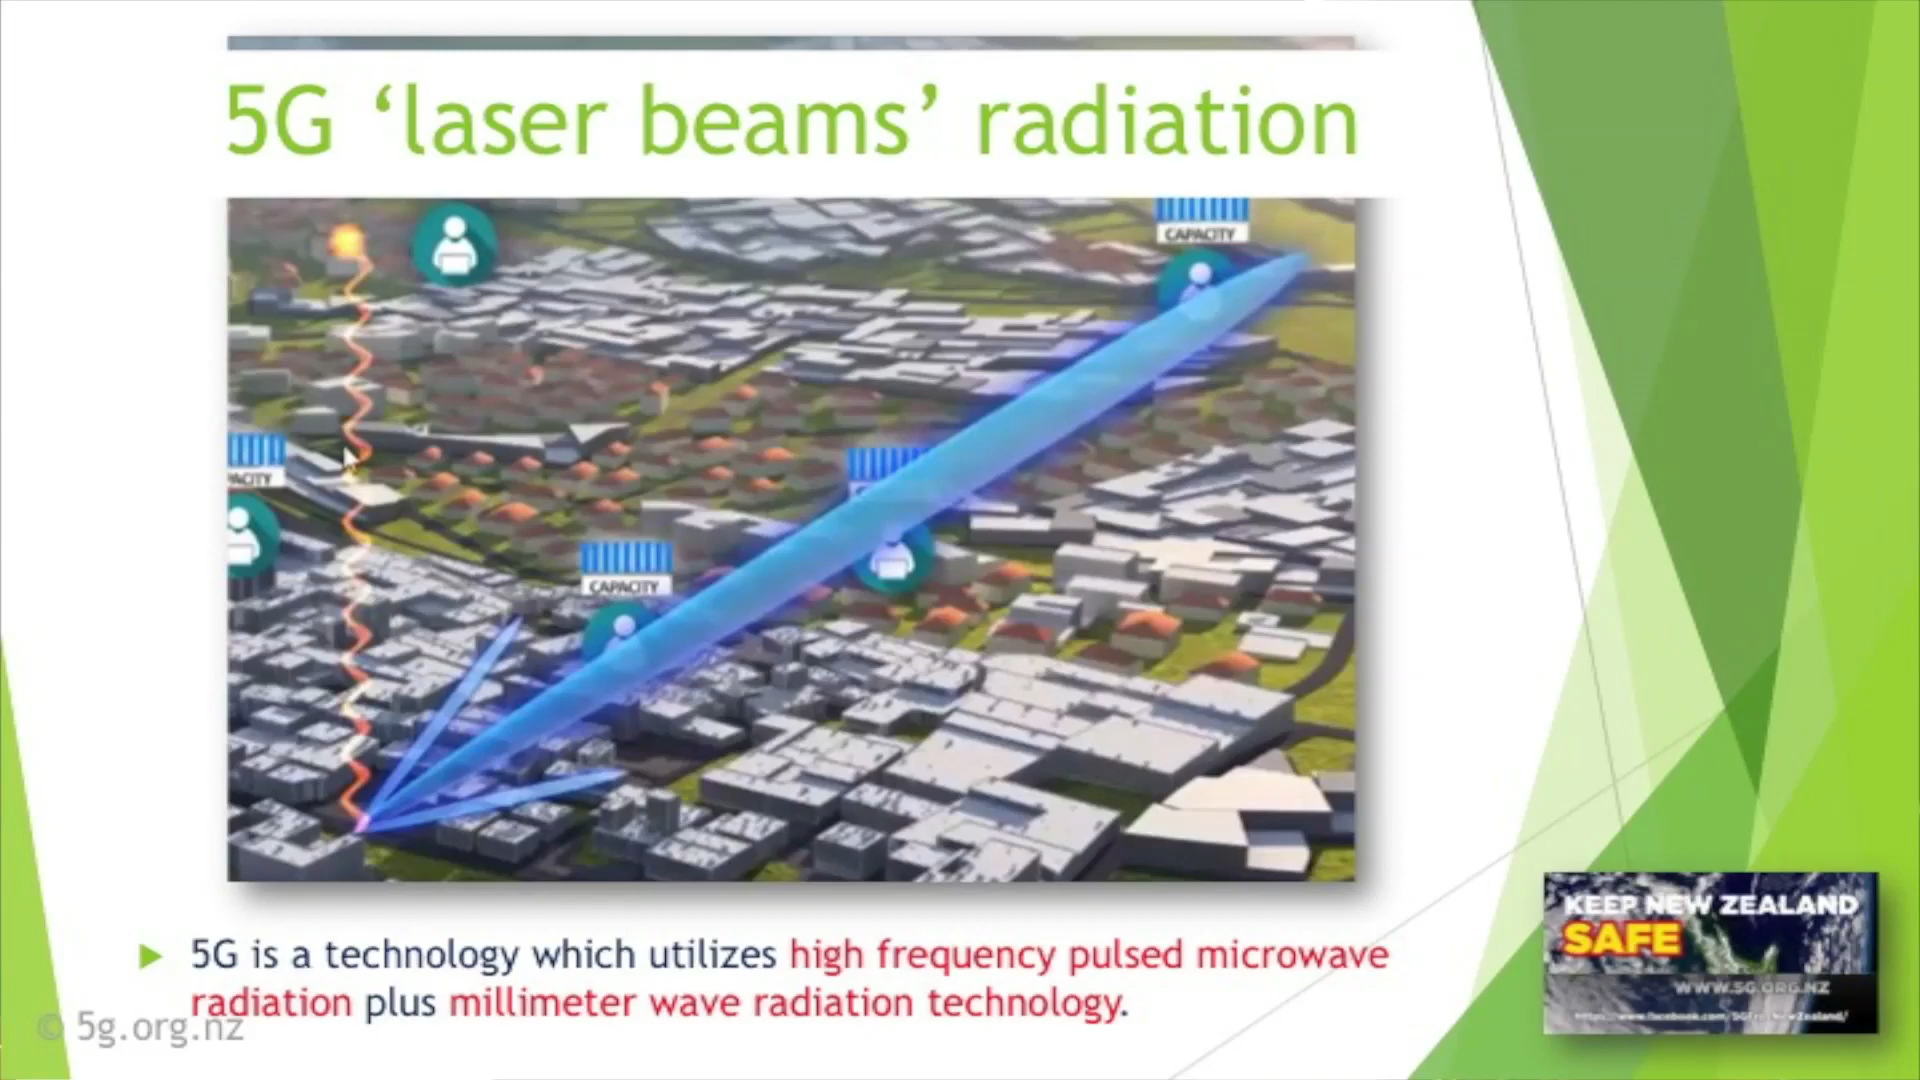 5G ‘laser beams’ radiation
CAPACITY
PACITY
CAPACITY
5G is a technology which utilizes high frequency pulsed microwave
radiation plus millimeter wave radiation technology.
© 5g.org.nz
KEEP NEW ZEALAND
SAFE
WWW.5G.ORG.NZ